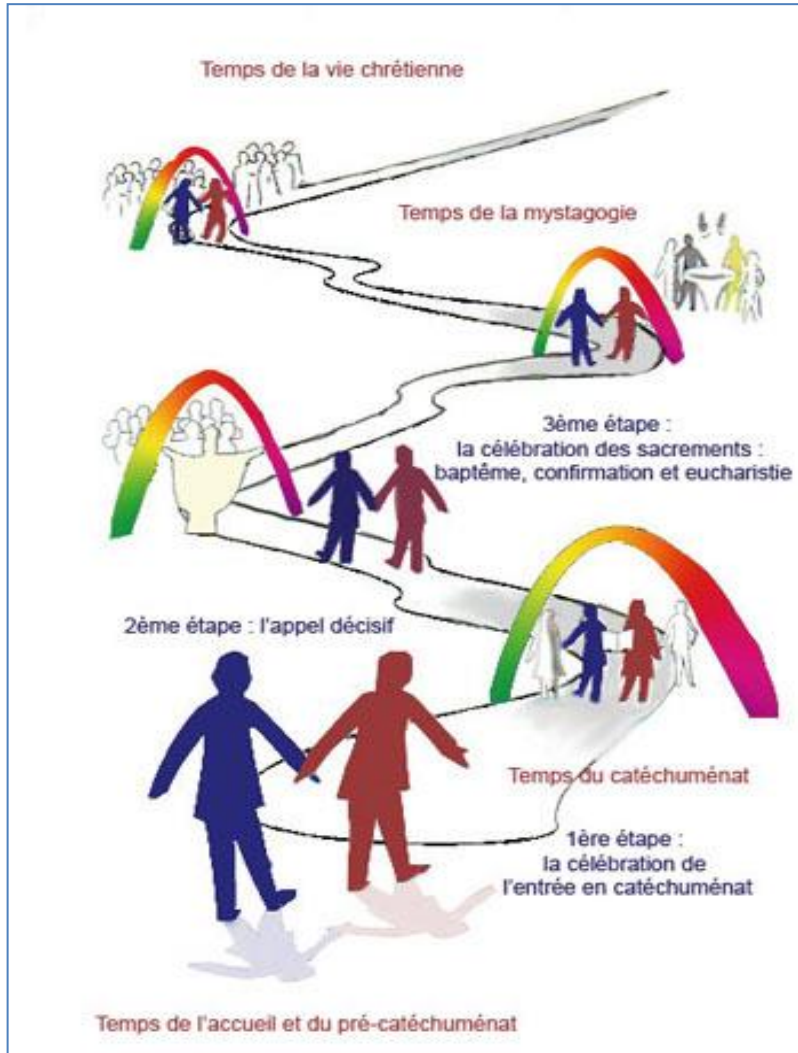 Temps de la vie chrétienne
Temps de la mystagogie
3ème étape :
la célébration des sacrements :
baptême, confirmation et eucharistie
2ème étape : l'appel décisif
Temps du catéchuménat
1ère étape :
la célébration de
l'entrée en catéchuménat
Temps de l'accueil et du pré-catéchuménat